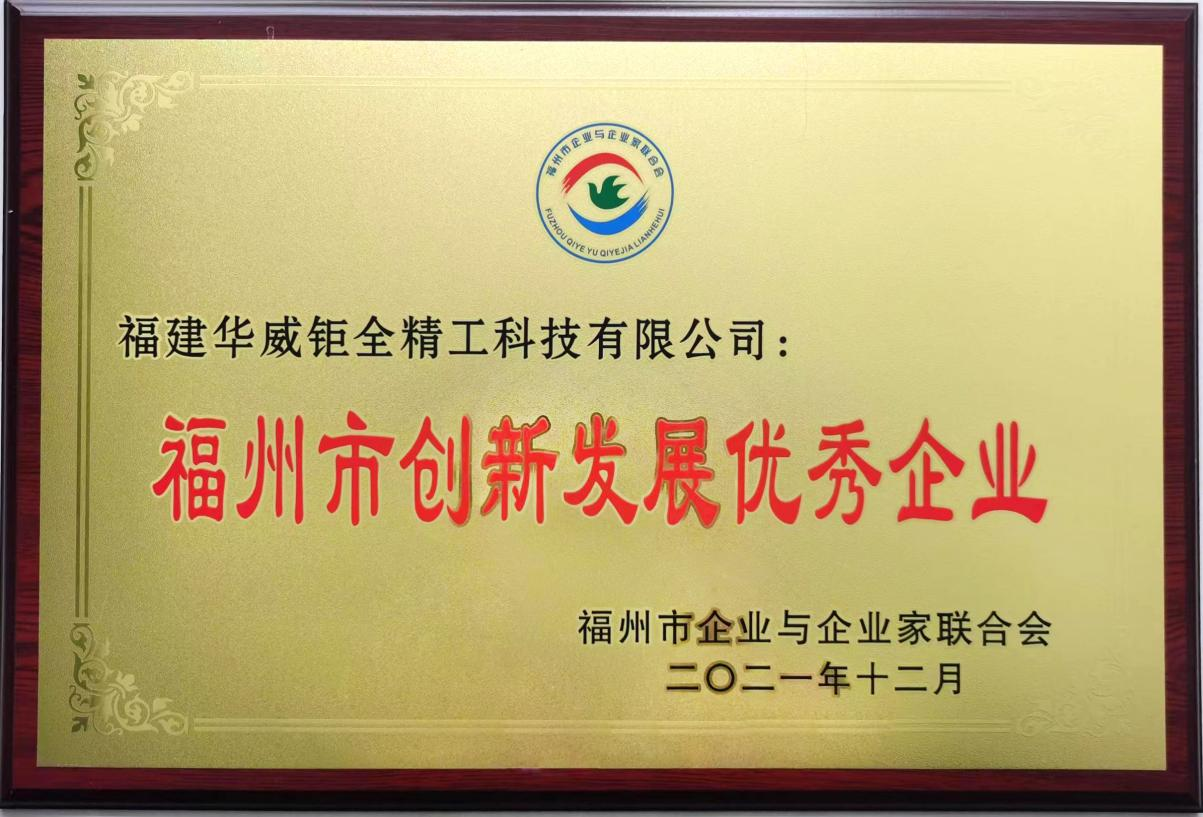 福州市企业与企业家联合会
FUZHOU QIYE YU QIYEJIA LIANHEHUI
福建华威钜全精工科技有限公司：
福州市创新发展优秀企业
福州市企业与企业家联合会
二〇二一年十二月